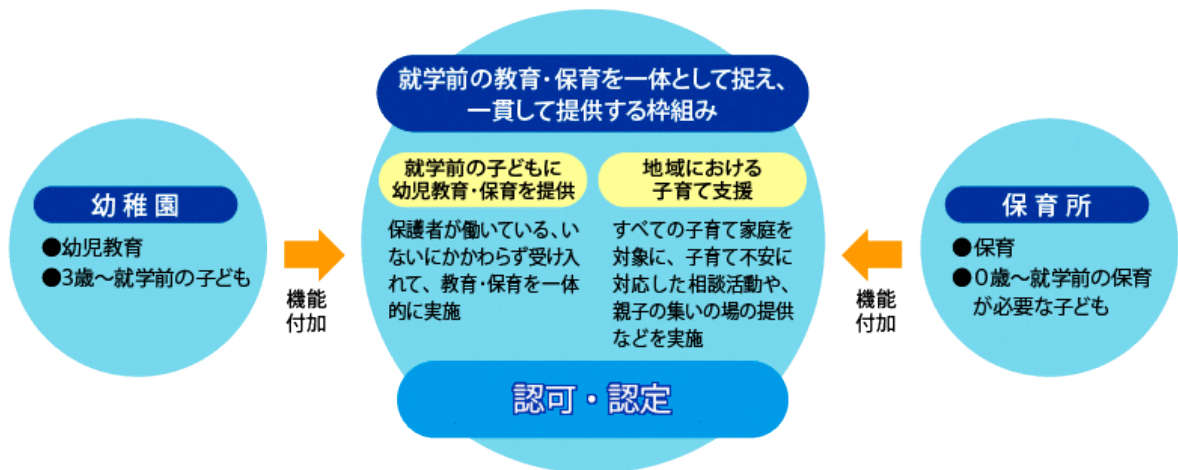 就学前の教育・保育を一体として捉え、
一貫して提供する枠組み
幼稚園
●幼児教育
●3歳～就学前の子ども
機能
付加
就学前の子どもに
幼児教育・保育を提供
保護者が働いている、い
ないにかかわらず受け入
れて、教育・保育を一体
的に実施
地域における
子育て支援
すべての子育て家庭を
対象に、子育て不安に
対応した相談活動や、
親子の集いの場の提供
などを実施
認可・認定
機能
付加
保育所
●保育
●0歳～就学前の保育
が必要な子ども